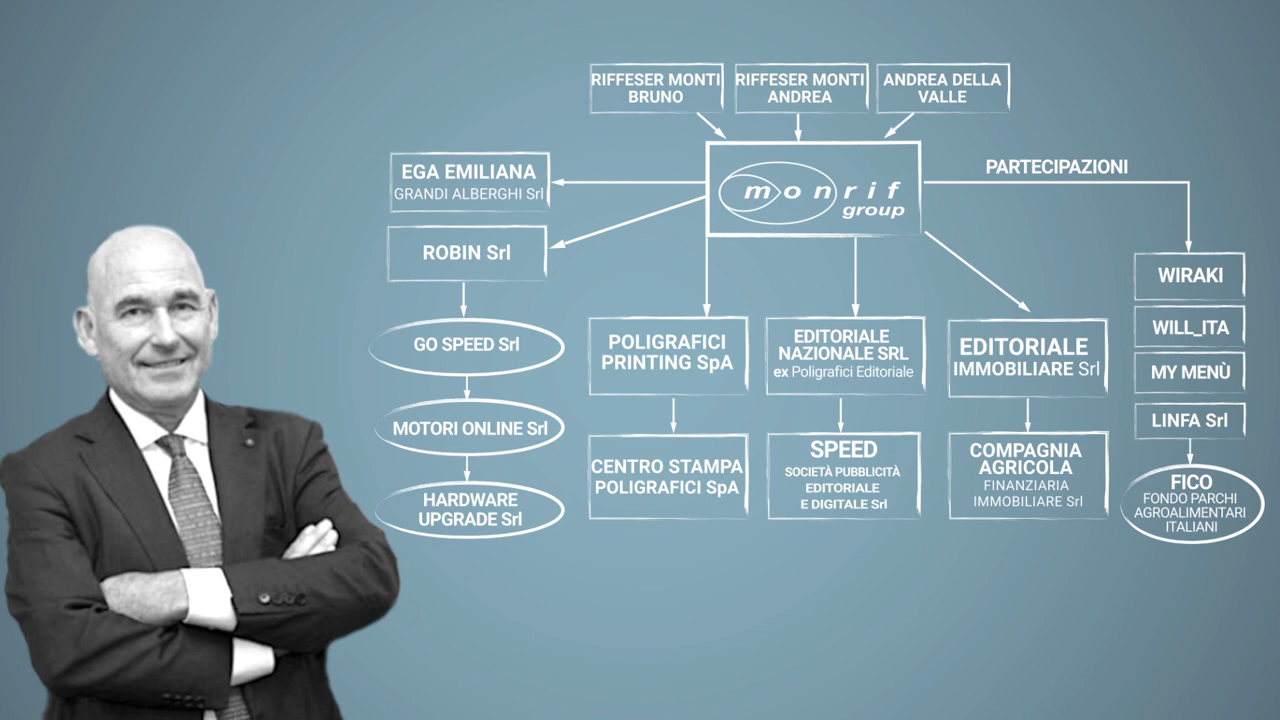 RIFFESER MONTI
BRUNO
RIFFESER MONTI
ANDREA
ANDREA DELLA
VALLE
monrif
group
PARTECIPAZIONI
EGA EMILIANA
GRANDI ALBERGHI Srl
ROBIN Srl
GO SPEED Srl
MOTORI ONLINE Srl
HARDWARE
UPGRADE Srl
POLIGRAFICI
PRINTING SpA
CENTRO STAMPA
POLIGRAFICI SpA
EDITORIALE
NAZIONALE SRL
ex Poligrafici Editoriale
SPEED
SOCIETÀ PUBBLICITÀ
EDITORIALE
E DIGITALE Srl
EDITORIALE
IMMOBILIARE Srl
COMPAGNIA
AGRICOLA
FINANZIARIA
IMMOBILIARE Srl
WIRAKI
WILL_ITA
MY MENÙ
LINFA Srl
FICO
FONDO PARCHI
AGROALIMENTARI
ITALIANI